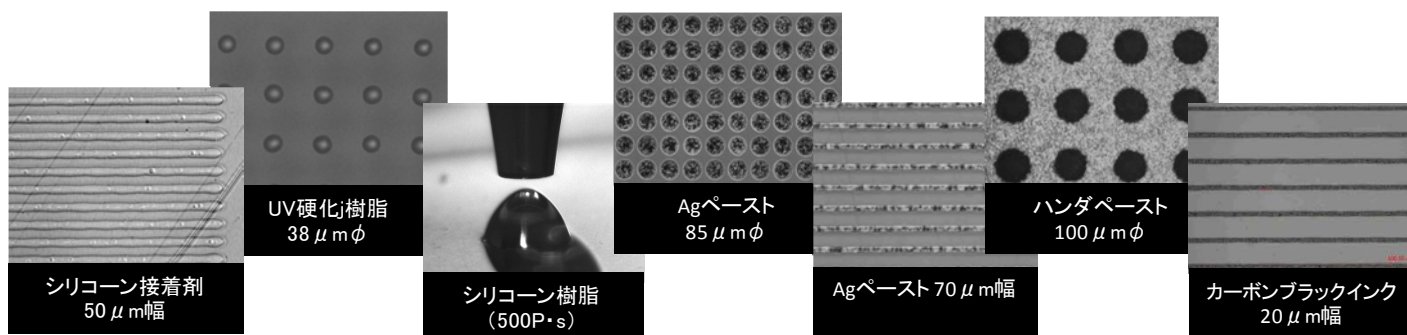 シリコーン接着剤
50μm幅
UV硬化j樹脂
38μmφ
シリコーン樹脂
(500P・s)
Agペースト
85μmφ
Agペースト 70μm幅
ハンダペースト
100μmφ
カーボンブラックインク
20μm幅